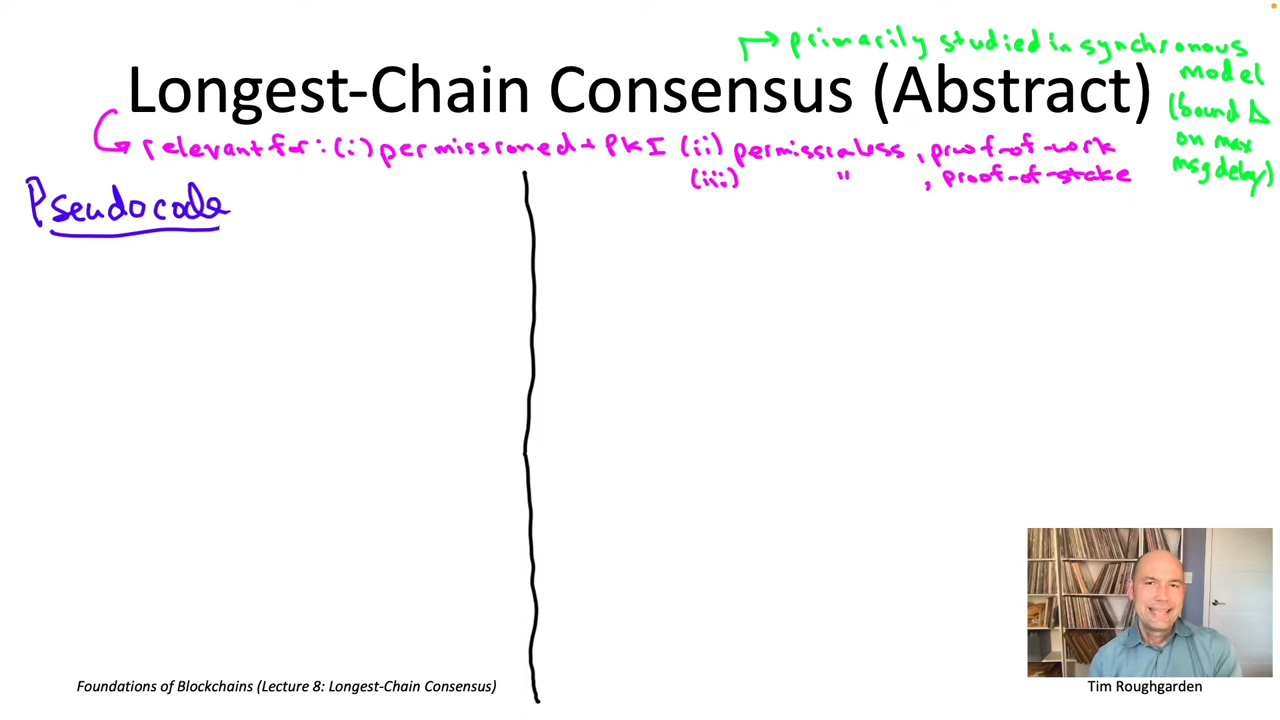 primarily studied in synchronous
model
Longest-Chain Consensus (Abstract)
(bound Δ
on max
msg delay)
relevant for: (i) permissioned + PKI (ii) permissionless, proof-of-work
(iii) " , proof-of-stake
Pseudocode
Foundations of Blockchains (Lecture 8: Longest-Chain Consensus)
Tim Roughgarden